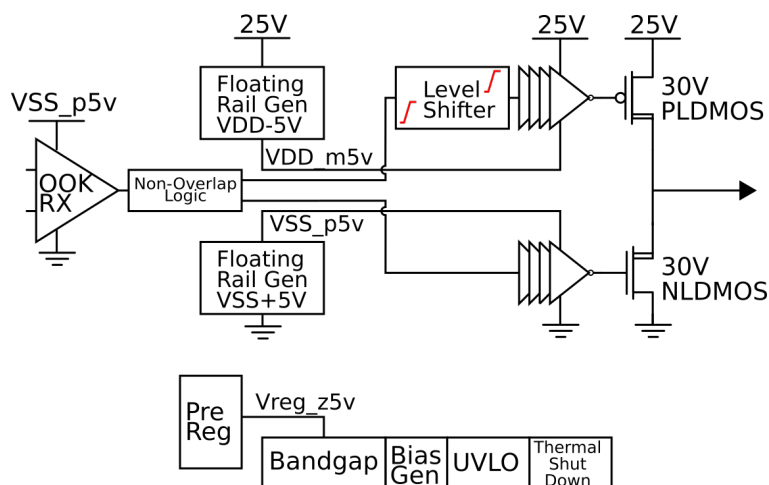 25V
25V
25V
VSS_p5v
Floating
Rail Gen
VDD-5V
Level
Shifter
30V
PLDMOS
VDD_m5v
OOK
RX
Non-Overlap
Logic
VSS_p5v
Floating
Rail Gen
VSS+5V
30V
NLDMOS
Pre
Reg
Vreg_z5v
Bandgap
Bias
Gen
UVLO
Thermal
Shut
Down